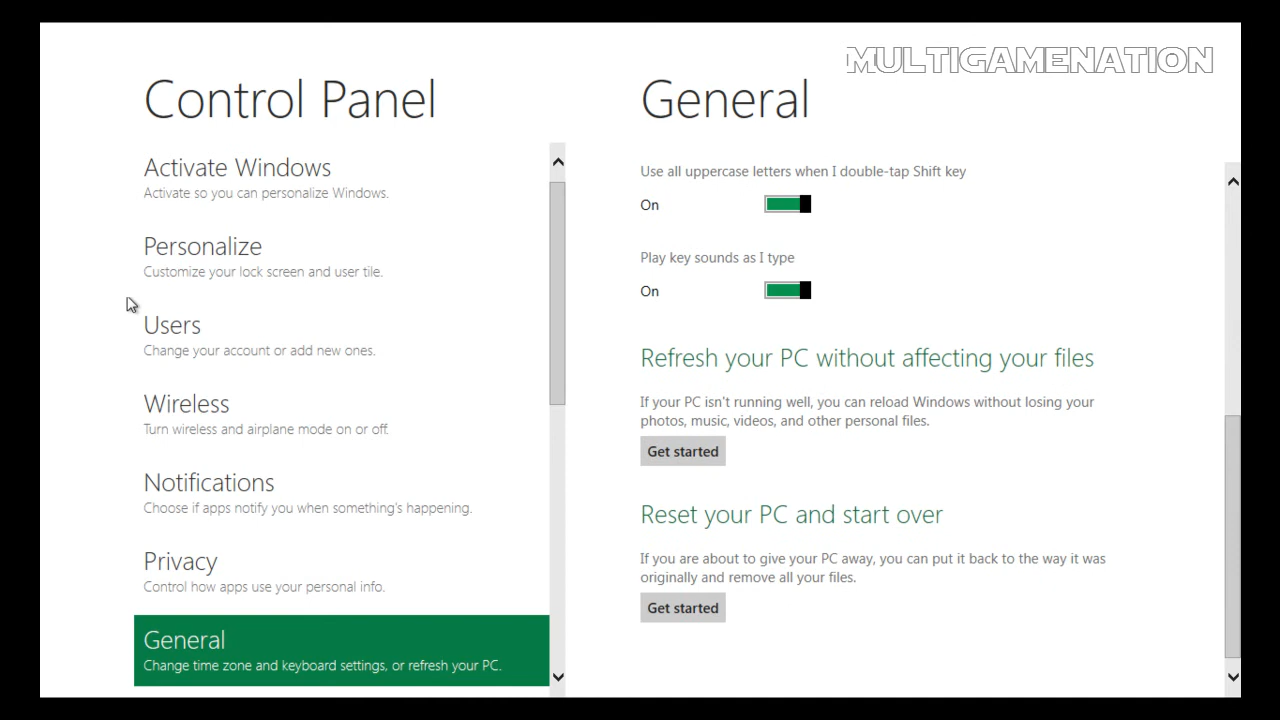 MULTIGAMENATION
Control Panel
Activate Windows
Activate so you can personalize Windows.
Personalize
Customize your lock screen and user tile.
Users
Change your account or add new ones.
Wireless
Turn wireless and airplane mode on or off.
Notifications
Choose if apps notify you when something's happening.
Privacy
Control how apps use your personal info.
General
Change time zone and keyboard settings, or refresh your PC.
General
Use all uppercase letters when I double-tap Shift key
On
Play key sounds as I type
On
Refresh your PC without affecting your files
If your PC isn't running well, you can reload Windows without losing your
photos, music, videos, and other personal files.
Get started
Reset your PC and start over
If you are about to give your PC away, you can put it back to the way it was
originally and remove all your files.
Get started